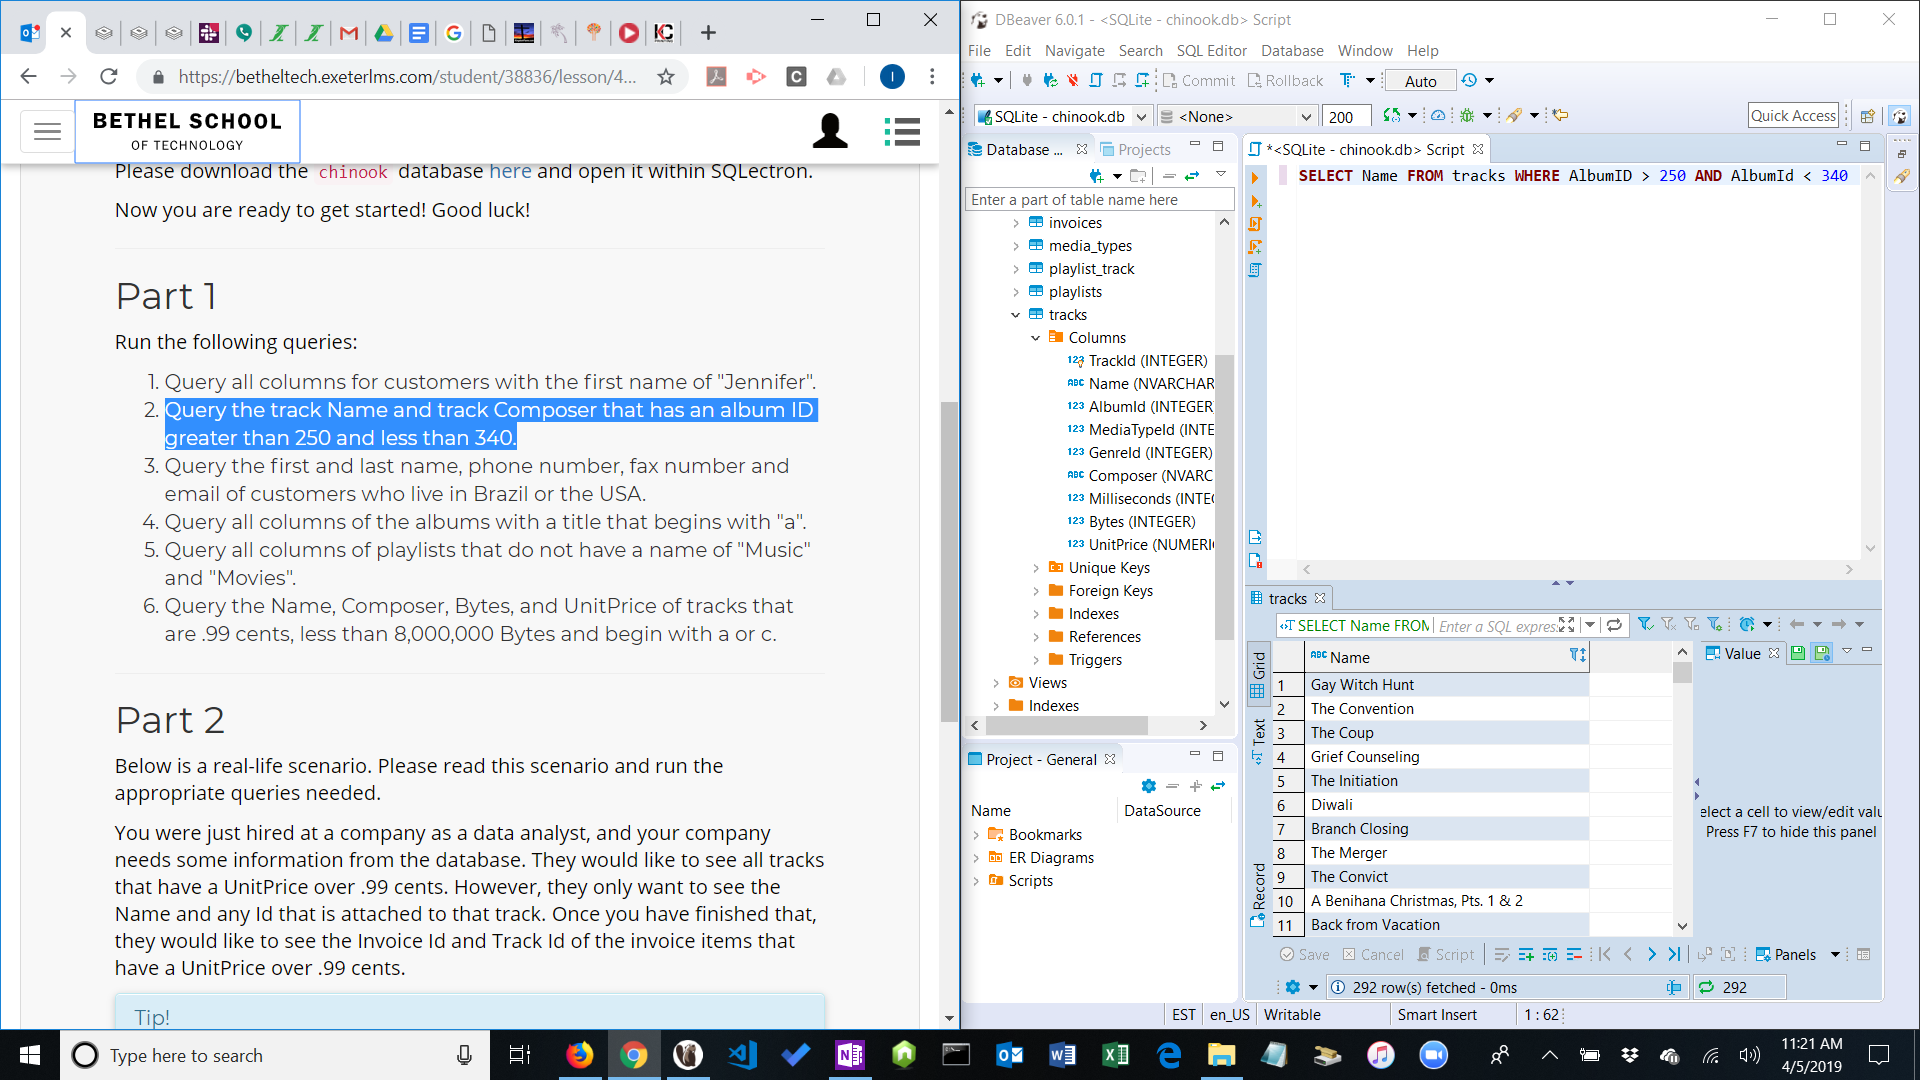 https://betheltech.exeterlms.com/student/38836/lesson/4...
BETHEL SCHOOL
OF TECHNOLOGY
Please download the chinook database here and open it within SQLectron.
Now you are ready to get started! Good luck!
Part 1
Run the following queries:
1. Query all columns for customers with the first name of "Jennifer".
2. Query the track Name and track Composer that has an album ID
greater than 250 and less than 340.
3. Query the first and last name, phone number, fax number and
email of customers who live in Brazil or the USA.
4. Query all columns of the albums with a title that begins with "a".
5. Query all columns of playlists that do not have a name of "Music"
and "Movies".
6. Query the Name, Composer, Bytes, and UnitPrice of tracks that
are .99 cents, less than 8,000,000 Bytes and begin with a or c.
Part 2
Below is a real-life scenario. Please read this scenario and run the
appropriate queries needed.
You were just hired at a company as a data analyst, and your company
needs some information from the database. They would like to see all tracks
that have a UnitPrice over .99 cents. However, they only want to see the
Name and any Id that is attached to that track. Once you have finished that,
they would like to see the Invoice Id and Track Id of the invoice items that
have a UnitPrice over .99 cents.
Tip!
DBeaver 6.0.1 - <SQLite - chinook.db> Script
File Edit Navigate Search SQL Editor Database Window Help
Commit Rollback Auto
SQLite - chinook.db <None> 200 Quick Access
Database ... Projects
Enter a part of table name here
invoices
media_types
playlist_track
playlists
tracks
Columns
TrackId (INTEGER)
Name (NVARCHAR
AlbumId (INTEGER
MediaTypeId (INTE
GenreId (INTEGER)
Composer (NVARC
Milliseconds (INTE
Bytes (INTEGER)
UnitPrice (NUMERI
Unique Keys
Foreign Keys
Indexes
References
Triggers
Views
Indexes
Project - General
Name DataSource
Bookmarks
ER Diagrams
Scripts
*<SQLite - chinook.db> Script
SELECT Name FROM tracks WHERE AlbumID > 250 AND AlbumId < 340
tracks
SELECT Name FROM Enter a SQL expres
Grid
Text
Record
Name
1 Gay Witch Hunt
2 The Convention
3 The Coup
4 Grief Counseling
5 The Initiation
6 Diwali
7 Branch Closing
8 The Merger
9 The Convict
10 A Benihana Christmas, Pts. 1 & 2
11 Back from Vacation
Value
elect a cell to view/edit valu
Press F7 to hide this panel
Save Cancel Script Panels
292 row(s) fetched - 0ms 292
EST en_US Writable Smart Insert 1 : 62
Type here to search
11:21 AM
4/5/2019